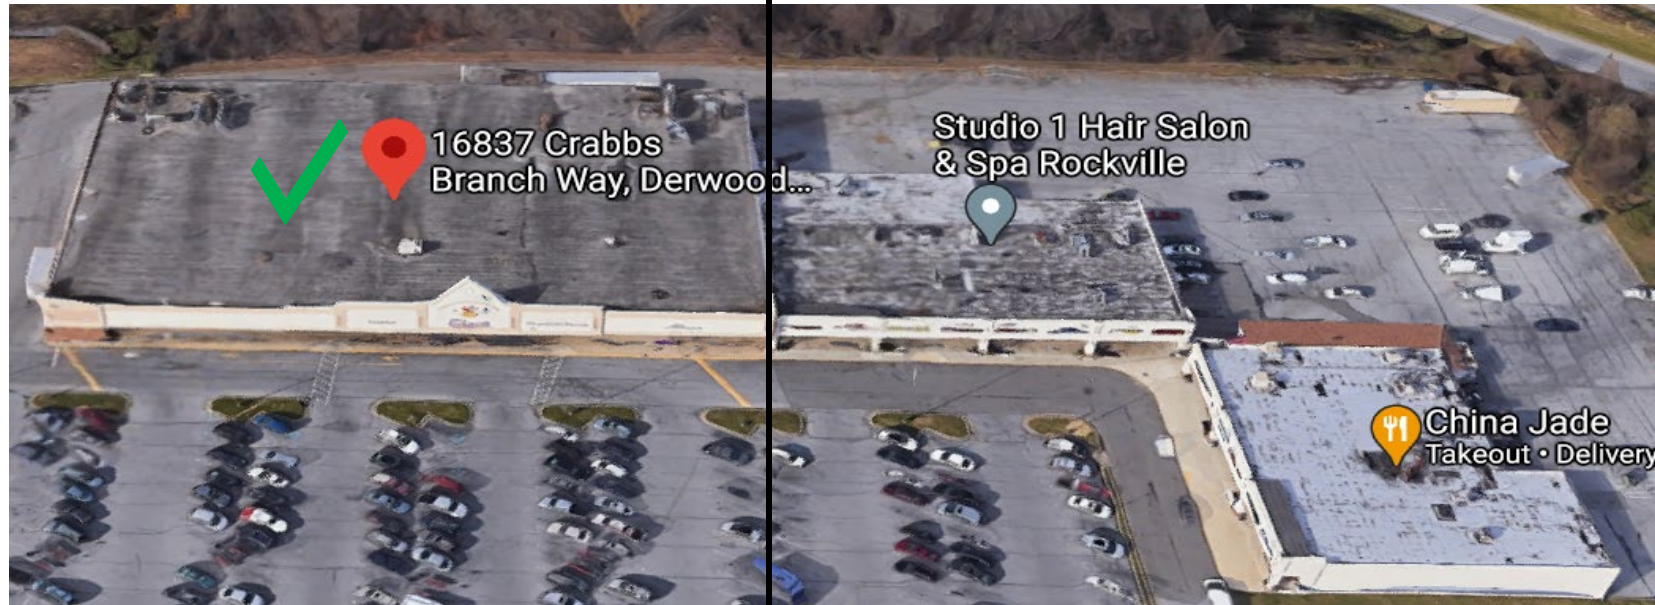 16837 Crabbs
Branch Way, Derwood...
Studio 1 Hair Salon
& Spa Rockville
China Jade
Takeout • Delivery